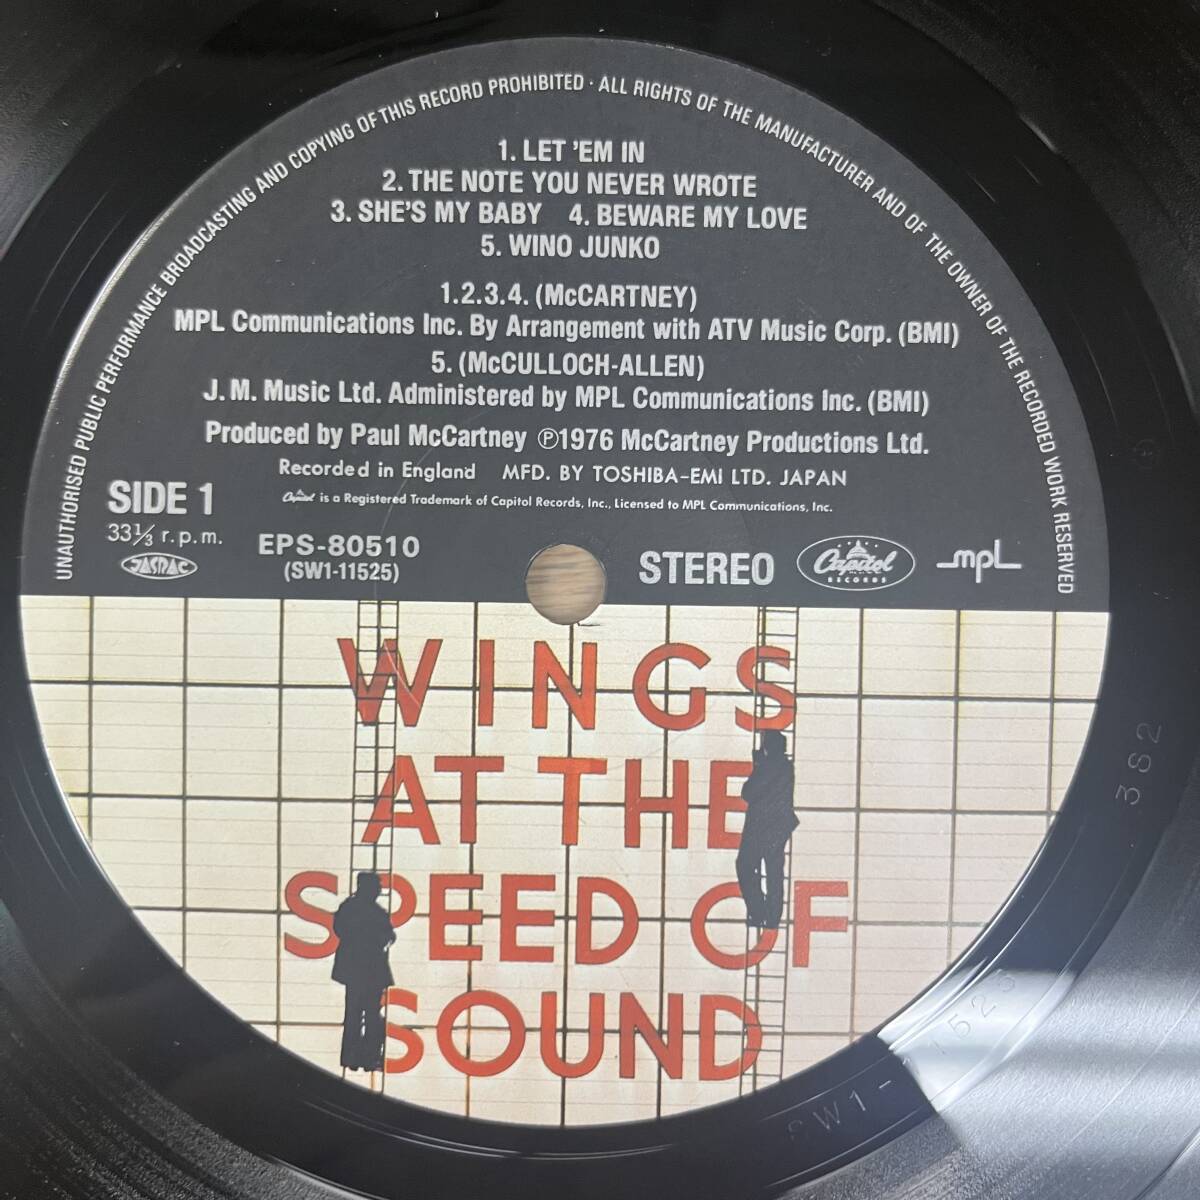 UNAUTHORISED PUBLIC PERFORMANCE BROADCASTING AND COPYING OF THIS RECORD PROHIBITED · ALL RIGHTS OF THE MANUFACTURER AND OF THE OWNER OF THE RECORDED WORK RESERVED
1. LET 'EM IN
2. THE NOTE YOU NEVER WROTE
3. SHE'S MY BABY 4. BEWARE MY LOVE
5. WINO JUNKO
1.2.3.4. (McCARTNEY)
MPL Communications Inc. By Arrangement with ATV Music Corp. (BMI)
5. (McCULLOCH-ALLEN)
J. M. Music Ltd. Administered by MPL Communications Inc. (BMI)
Produced by Paul McCartney Ⓟ1976 McCartney Productions Ltd.
Recorded in England MFD. BY TOSHIBA-EMI LTD. JAPAN
Capitol is a Registered Trademark of Capitol Records, Inc., Licensed to MPL Communications, Inc.
SIDE 1
33⅓ r.p.m.
JASRAC
EPS-80510
(SW1-11525)
STEREO
Capitol
RECORDS
mpl
WINGS
AT THE
SPEED OF
SOUND
3S2